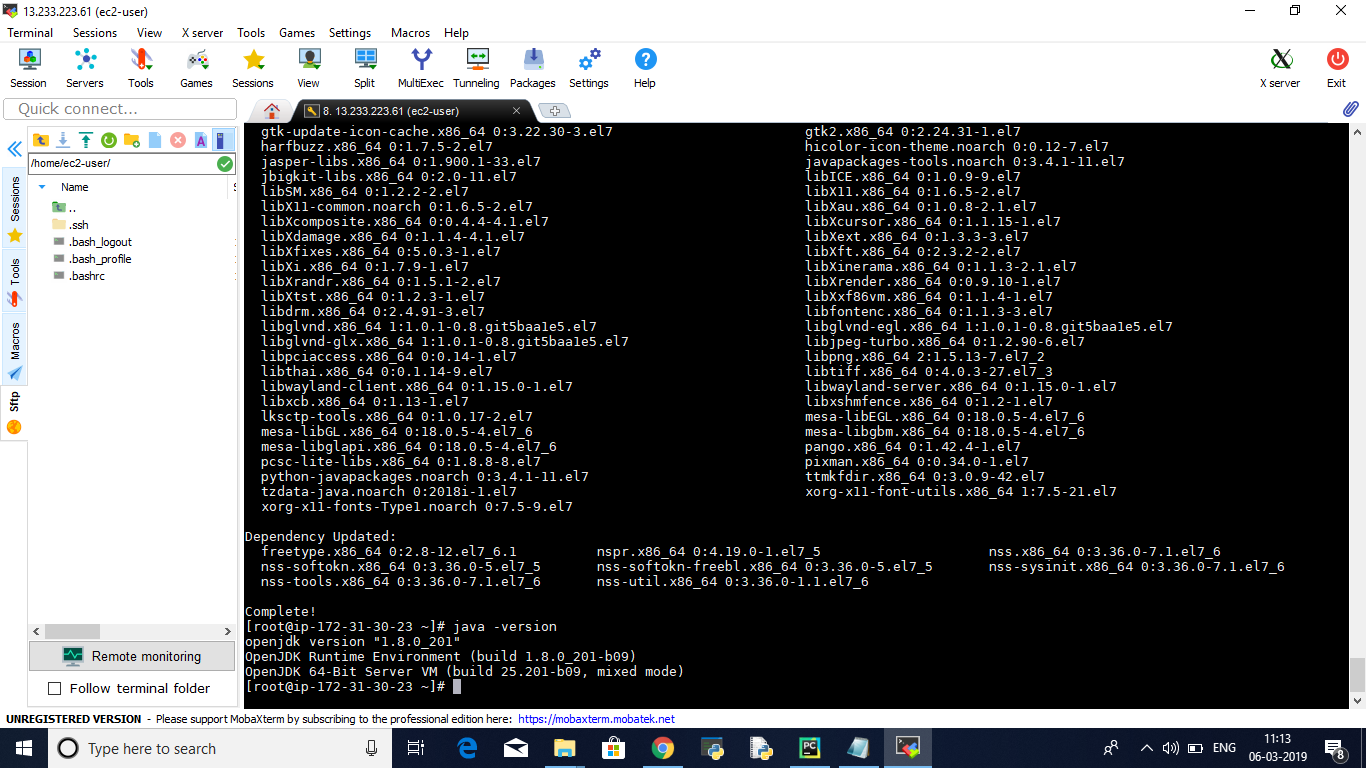 13.233.223.61 (ec2-user)
Terminal Sessions View X server Tools Games Settings Macros Help
Session Servers Tools Games Sessions View Split MultiExec Tunneling Packages Settings Help X server Exit
Quick connect...
8. 13.233.223.61 (ec2-user)
/home/ec2-user/
Name
..
.ssh
.bash_logout
.bash_profile
.bashrc
Sessions
Tools
Macros
Sftp
Remote monitoring
Follow terminal folder
gtk-update-icon-cache.x86_64 0:3.22.30-3.el7 gtk2.x86_64 0:2.24.31-1.el7
harfbuzz.x86_64 0:1.7.5-2.el7 hicolor-icon-theme.noarch 0:0.12-7.el7
jasper-libs.x86_64 0:1.900.1-33.el7 javapackages-tools.noarch 0:3.4.1-11.el7
jbigkit-libs.x86_64 0:2.0-11.el7 libICE.x86_64 0:1.0.9-9.el7
libSM.x86_64 0:1.2.2-2.el7 libX11.x86_64 0:1.6.5-2.el7
libX11-common.noarch 0:1.6.5-2.el7 libXau.x86_64 0:1.0.8-2.1.el7
libXcomposite.x86_64 0:0.4.4-4.1.el7 libXcursor.x86_64 0:1.1.15-1.el7
libXdamage.x86_64 0:1.1.4-4.1.el7 libXext.x86_64 0:1.3.3-3.el7
libXfixes.x86_64 0:5.0.3-1.el7 libXft.x86_64 0:2.3.2-2.el7
libXi.x86_64 0:1.7.9-1.el7 libXinerama.x86_64 0:1.1.3-2.1.el7
libXrandr.x86_64 0:1.5.1-2.el7 libXrender.x86_64 0:0.9.10-1.el7
libXtst.x86_64 0:1.2.3-1.el7 libXxf86vm.x86_64 0:1.1.4-1.el7
libdrm.x86_64 0:2.4.91-3.el7 libfontenc.x86_64 0:1.1.3-3.el7
libglvnd.x86_64 1:1.0.1-0.8.git5baa1e5.el7 libglvnd-egl.x86_64 1:1.0.1-0.8.git5baa1e5.el7
libglvnd-glx.x86_64 1:1.0.1-0.8.git5baa1e5.el7 libjpeg-turbo.x86_64 0:1.2.90-6.el7
libpciaccess.x86_64 0:0.14-1.el7 libpng.x86_64 2:1.5.13-7.el7_2
libthai.x86_64 0:0.1.14-9.el7 libtiff.x86_64 0:4.0.3-27.el7_3
libwayland-client.x86_64 0:1.15.0-1.el7 libwayland-server.x86_64 0:1.15.0-1.el7
libxcb.x86_64 0:1.13-1.el7 libxshmfence.x86_64 0:1.2-1.el7
lksctp-tools.x86_64 0:1.0.17-2.el7 mesa-libEGL.x86_64 0:18.0.5-4.el7_6
mesa-libGL.x86_64 0:18.0.5-4.el7_6 mesa-libgbm.x86_64 0:18.0.5-4.el7_6
mesa-libglapi.x86_64 0:18.0.5-4.el7_6 pango.x86_64 0:1.42.4-1.el7
pcsc-lite-libs.x86_64 0:1.8.8-8.el7 pixman.x86_64 0:0.34.0-1.el7
python-javapackages.noarch 0:3.4.1-11.el7 ttmkfdir.x86_64 0:3.0.9-42.el7
tzdata-java.noarch 0:2018i-1.el7 xorg-x11-font-utils.x86_64 1:7.5-21.el7
xorg-x11-fonts-Type1.noarch 0:7.5-9.el7
Dependency Updated:
freetype.x86_64 0:2.8-12.el7_6.1 nspr.x86_64 0:4.19.0-1.el7_5 nss.x86_64 0:3.36.0-7.1.el7_6
nss-softokn.x86_64 0:3.36.0-5.el7_5 nss-softokn-freebl.x86_64 0:3.36.0-5.el7_5 nss-sysinit.x86_64 0:3.36.0-7.1.el7_6
nss-tools.x86_64 0:3.36.0-7.1.el7_6 nss-util.x86_64 0:3.36.0-1.1.el7_6
Complete!
[root@ip-172-31-30-23 ~]# java -version
openjdk version "1.8.0_201"
OpenJDK Runtime Environment (build 1.8.0_201-b09)
OpenJDK 64-Bit Server VM (build 25.201-b09, mixed mode)
[root@ip-172-31-30-23 ~]#
UNREGISTERED VERSION - Please support MobaXterm by subscribing to the professional edition here: https://mobaxterm.mobatek.net
Type here to search
ENG
11:13
06-03-2019
8